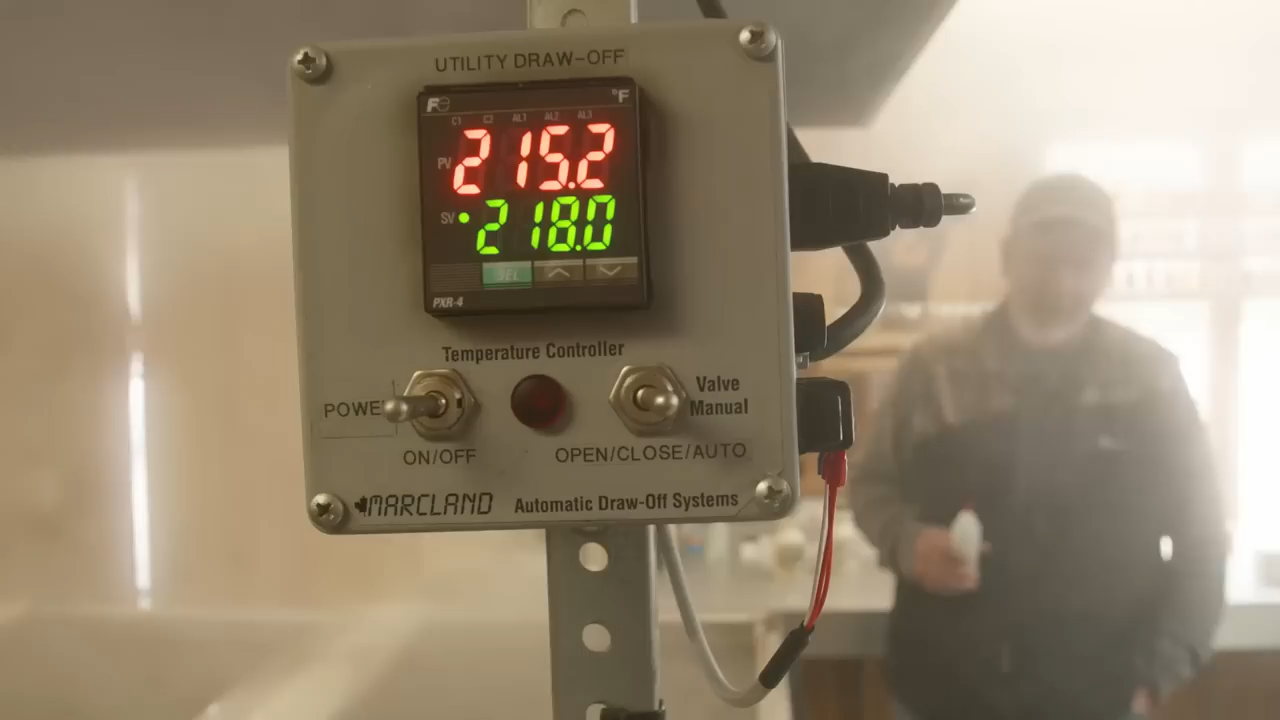 UTILITY DRAW-OFF
Fe °F
C1 C2 AL1 AL2 AL3
PV 215.2
SV 218.0
SEL
PXR-4
Temperature Controller
POWER
Valve
Manual
ON/OFF
OPEN/CLOSE/AUTO
MARCLAND Automatic Draw-Off Systems